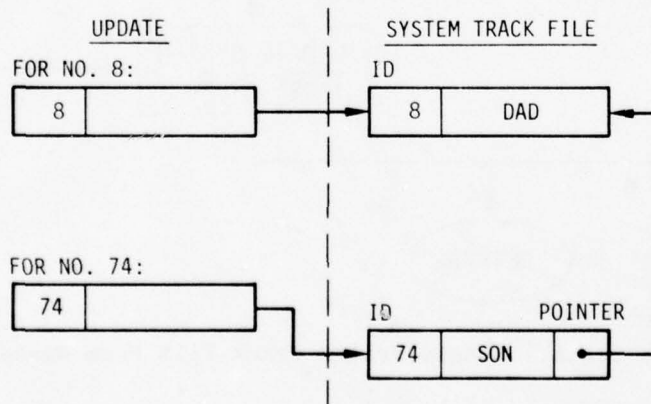 UPDATE
SYSTEM TRACK FILE
FOR NO. 8:
ID
8
8
DAD
FOR NO. 74:
74
ID
POINTER
74
SON